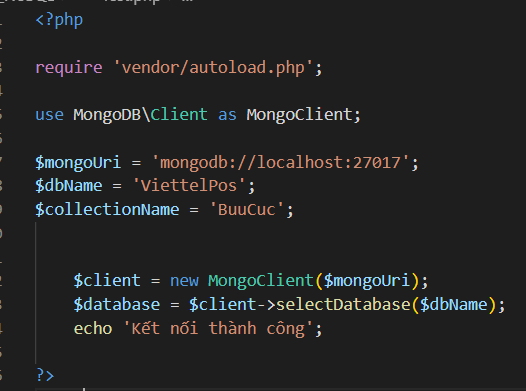 <?php
require 'vendor/autoload.php';
use MongoDB\Client as MongoClient;
$mongoUri = 'mongodb://localhost:27017';
$dbName = 'ViettelPos';
$collectionName = 'BuuCuc';
$client = new MongoClient($mongoUri);
$database = $client->selectDatabase($dbName);
echo 'Kết nối thành công';
?>